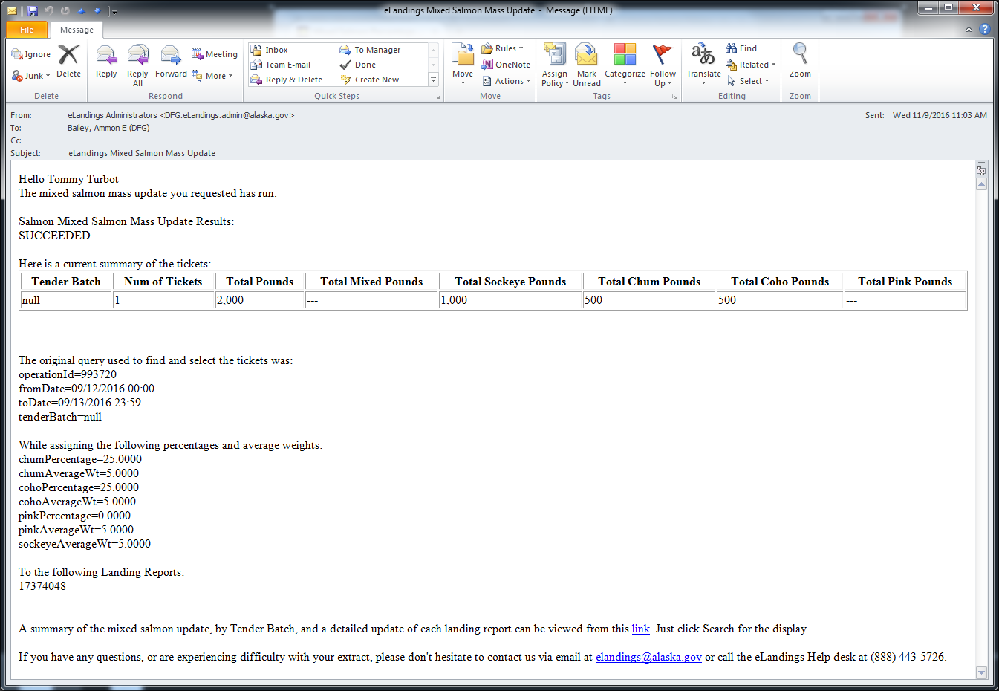 eLandings Mixed Salmon Mass Update - Message (HTML)
File
Message
Ignore
Junk
Delete
Delete
Reply
Reply All
Forward
Meeting
More
Respond
Inbox
Team E-mail
Reply & Delete
To Manager
Done
Create New
Quick Steps
Move
Rules
OneNote
Actions
Move
Assign Policy
Mark Unread
Categorize
Follow Up
Tags
Translate
Find
Related
Select
Editing
Zoom
Zoom
From: eLandings Administrators <DFG.eLandings.admin@alaska.gov>
Sent: Wed 11/9/2016 11:03 AM
To: Bailey, Ammon E (DFG)
Cc:
Subject: eLandings Mixed Salmon Mass Update
Hello Tommy Turbot
The mixed salmon mass update you requested has run.
Salmon Mixed Salmon Mass Update Results:
SUCCEEDED
Here is a current summary of the tickets:
Tender Batch Num of Tickets Total Pounds Total Mixed Pounds Total Sockeye Pounds Total Chum Pounds Total Coho Pounds Total Pink Pounds
null 1 2,000 --- 1,000 500 500 ---
The original query used to find and select the tickets was:
operationId=993720
fromDate=09/12/2016 00:00
toDate=09/13/2016 23:59
tenderBatch=null
While assigning the following percentages and average weights:
chumPercentage=25.0000
chumAverageWt=5.0000
cohoPercentage=25.0000
cohoAverageWt=5.0000
pinkPercentage=0.0000
pinkAverageWt=5.0000
sockeyeAverageWt=5.0000
To the following Landing Reports:
17374048
A summary of the mixed salmon update, by Tender Batch, and a detailed update of each landing report can be viewed from this link. Just click Search for the display
If you have any questions, or are experiencing difficulty with your extract, please don't hesitate to contact us via email at elandings@alaska.gov or call the eLandings Help desk at (888) 443-5726.